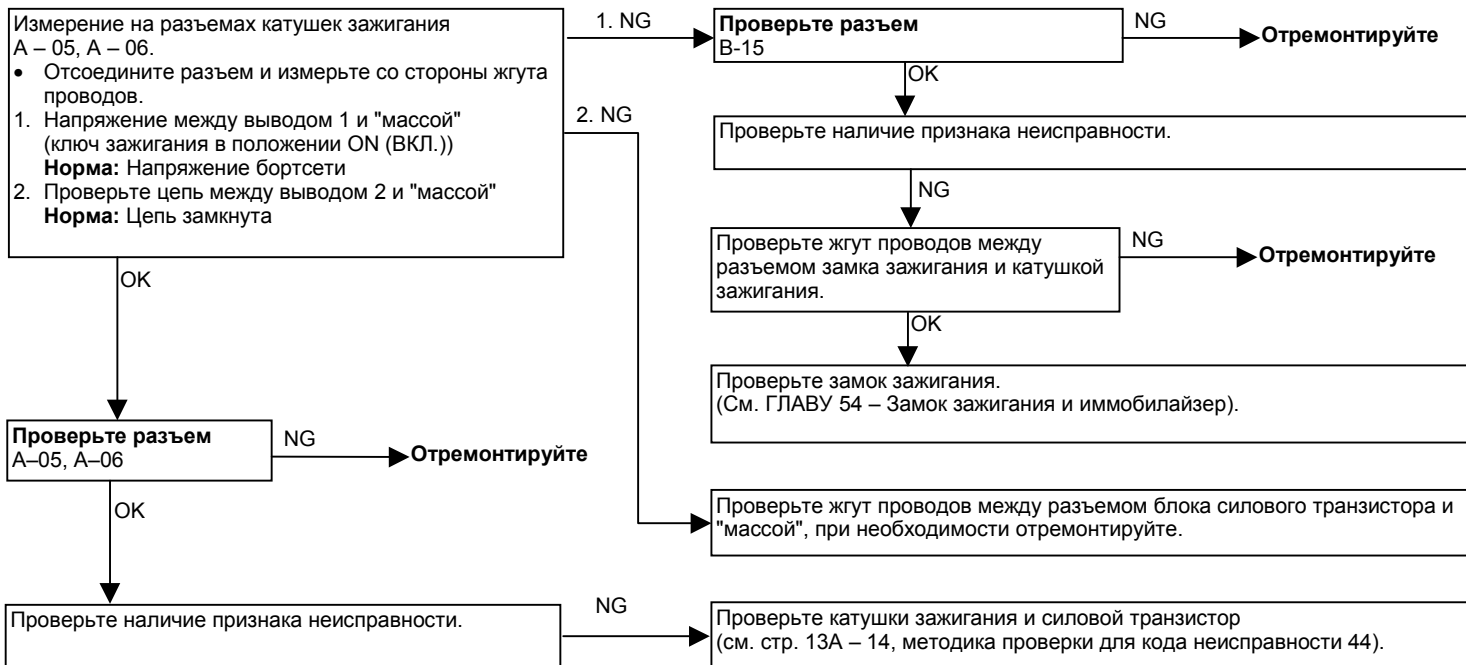 Измерение на разъемах катушек зажигания
А – 05, А – 06.
• Отсоедините разъем и измерьте со стороны жгута
проводов.
1. Напряжение между выводом 1 и "массой"
(ключ зажигания в положении ON (ВКЛ.))
Норма: Напряжение бортсети
2. Проверьте цепь между выводом 2 и "массой"
Норма: Цепь замкнута
1. NG
Проверьте разъем
В-15
NG
Отремонтируйте
OK
2. NG
Проверьте наличие признака неисправности.
NG
Проверьте жгут проводов между
разъемом замка зажигания и катушкой
зажигания.
NG
Отремонтируйте
OK
Проверьте замок зажигания.
(См. ГЛАВУ 54 – Замок зажигания и иммобилайзер).
OK
Проверьте разъем
А–05, А–06
NG
Отремонтируйте
OK
Проверьте жгут проводов между разъемом блока силового транзистора и
"массой", при необходимости отремонтируйте.
Проверьте наличие признака неисправности.
NG
Проверьте катушки зажигания и силовой транзистор
(см. стр. 13А – 14, методика проверки для кода неисправности 44).